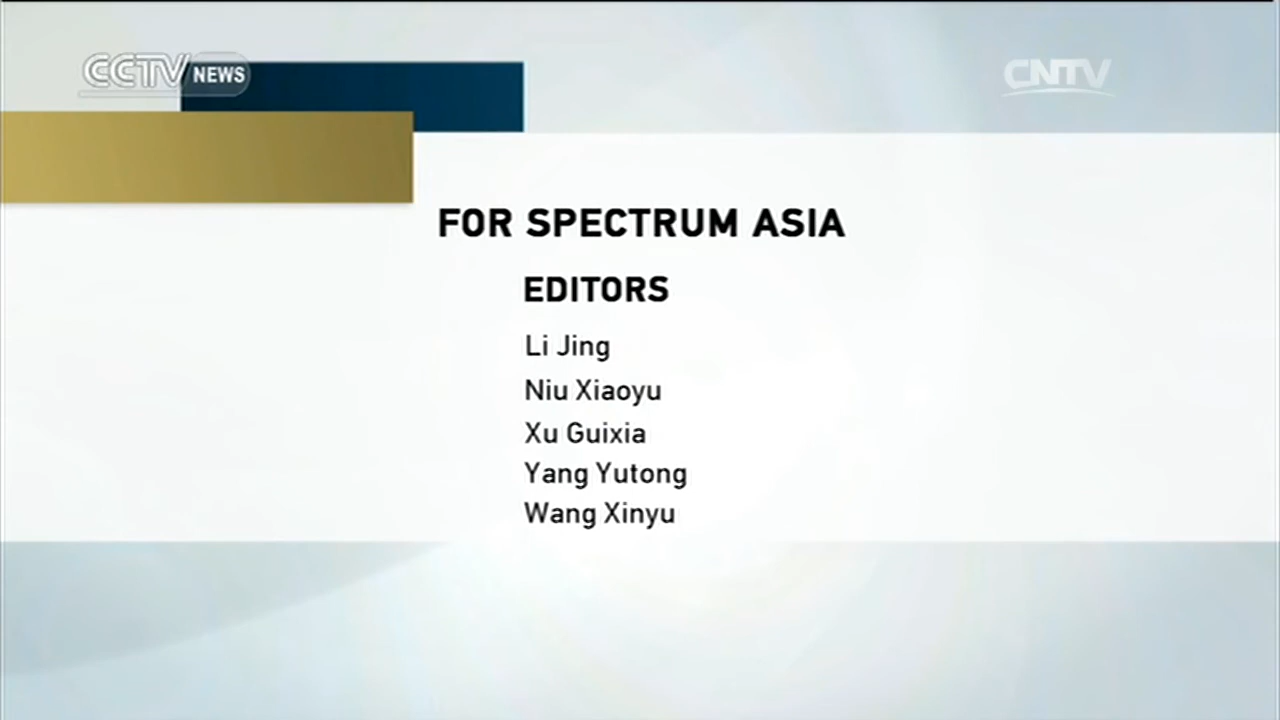 CCTV NEWS
CNTV
FOR SPECTRUM ASIA
EDITORS
Li Jing
Niu Xiaoyu
Xu Guixia
Yang Yutong
Wang Xinyu